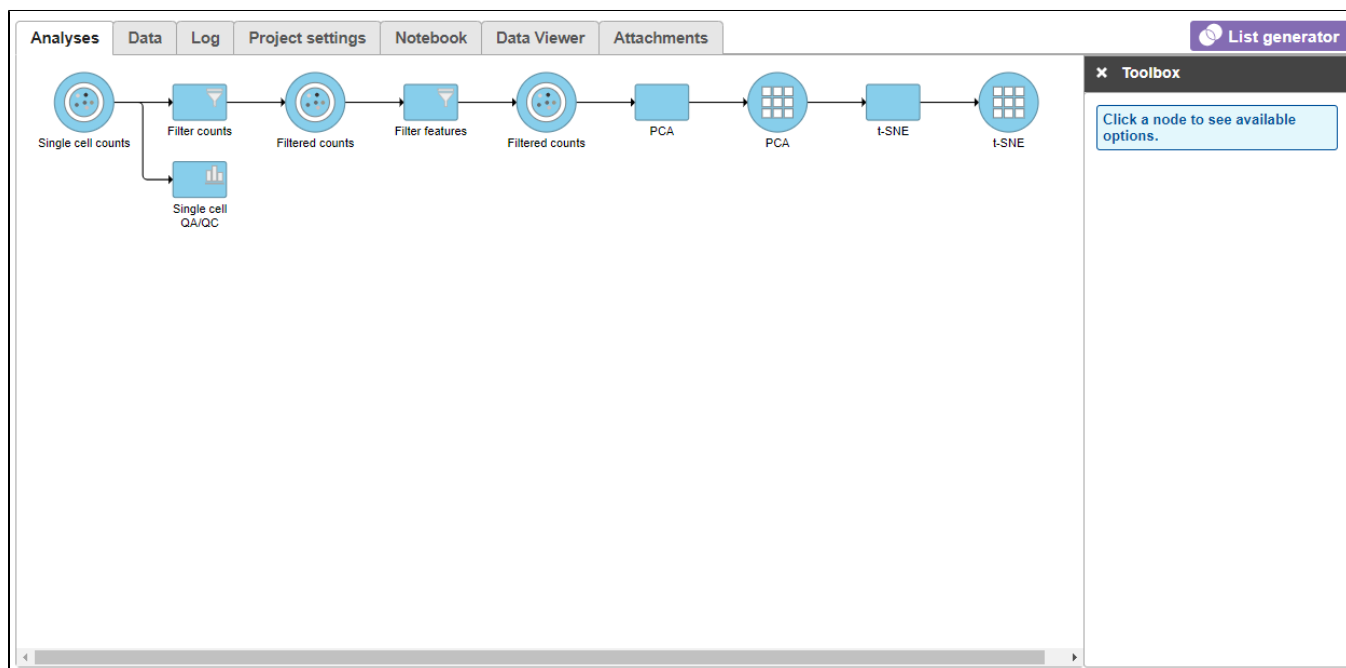 Analyses
Data
Log
Project settings
Notebook
Data Viewer
Attachments
List generator
Toolbox
Click a node to see available
options.
Single cell counts
Filter counts
Filtered counts
Filter features
Filtered counts
PCA
PCA
t-SNE
t-SNE
Single cell
QA/QC